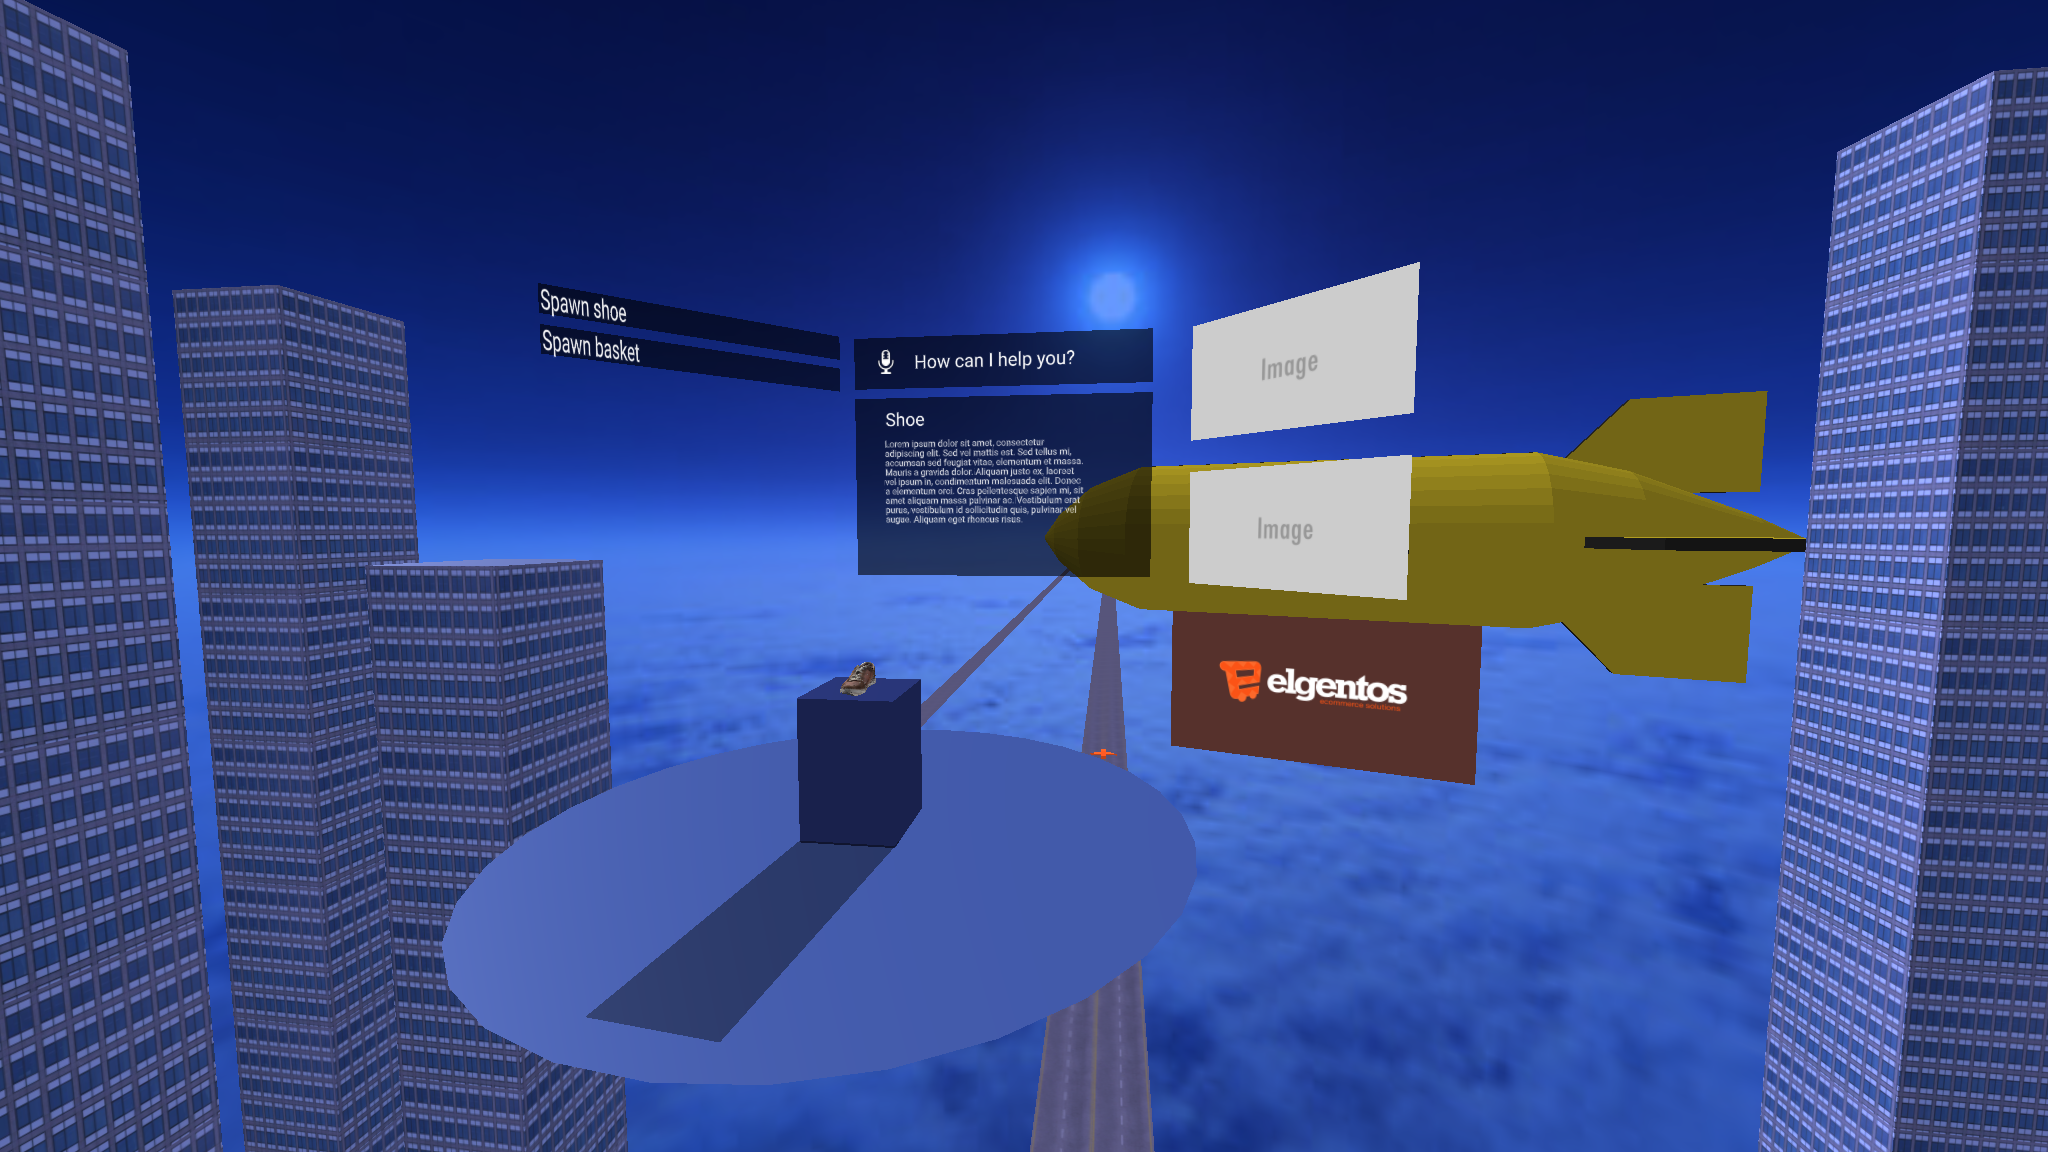 Spawn shoe
Spawn basket
How can I help you?
Shoe
Lorem ipsum dolor sit amet, consectetur
adipiscing elit. Sed vel mattis est. Sed tellus mi,
accumsan sed feugiat vitae, elementum et massa.
Mauris a gravida dolor. Aliquam justo ex, laoreet
vel ipsum in, condimentum malesuada elit. Donec
a elementum orci. Cras pellentesque sapien mi, sit
amet aliquam massa pulvinar ac. Vestibulum erat
purus, vestibulum id sollicitudin quis, pulvinar vel
augue. Aliquam eget rhoncus risus.
Image
Image
elgentos
ecommerce solutions